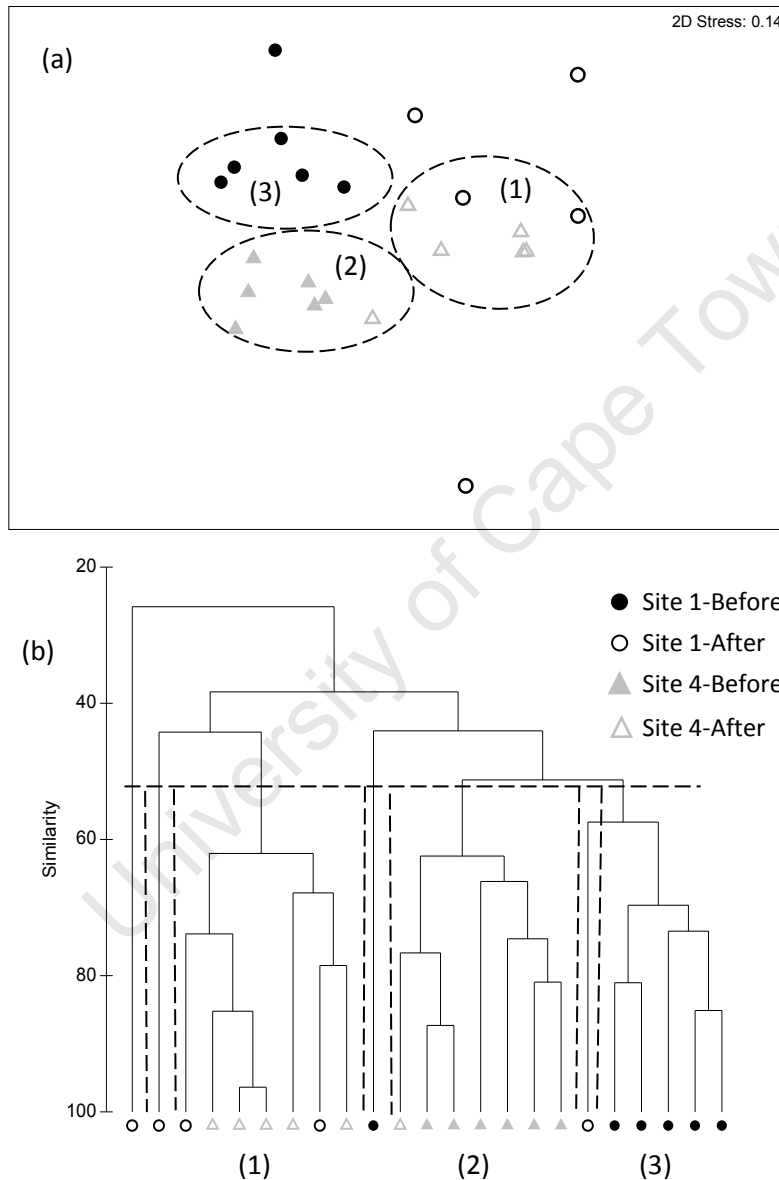 2D Stress: 0.14
(a)
(1)
(3)
(2)
University of Cape Tow
20
40
60
80
100
Similarity
(b)
Site 1-Before
Site 1-After
Site 4-Before
Site 4-After
(1)
(2)
(3)